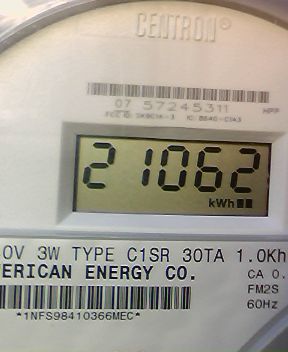 CENTRON®
07 57245311
21062
kWh
0V 3W TYPE C1SR 30TA 1.0Kh
ERICAN ENERGY CO.
CA 0.
FM2S
60Hz
*1NFS98410366MEC*